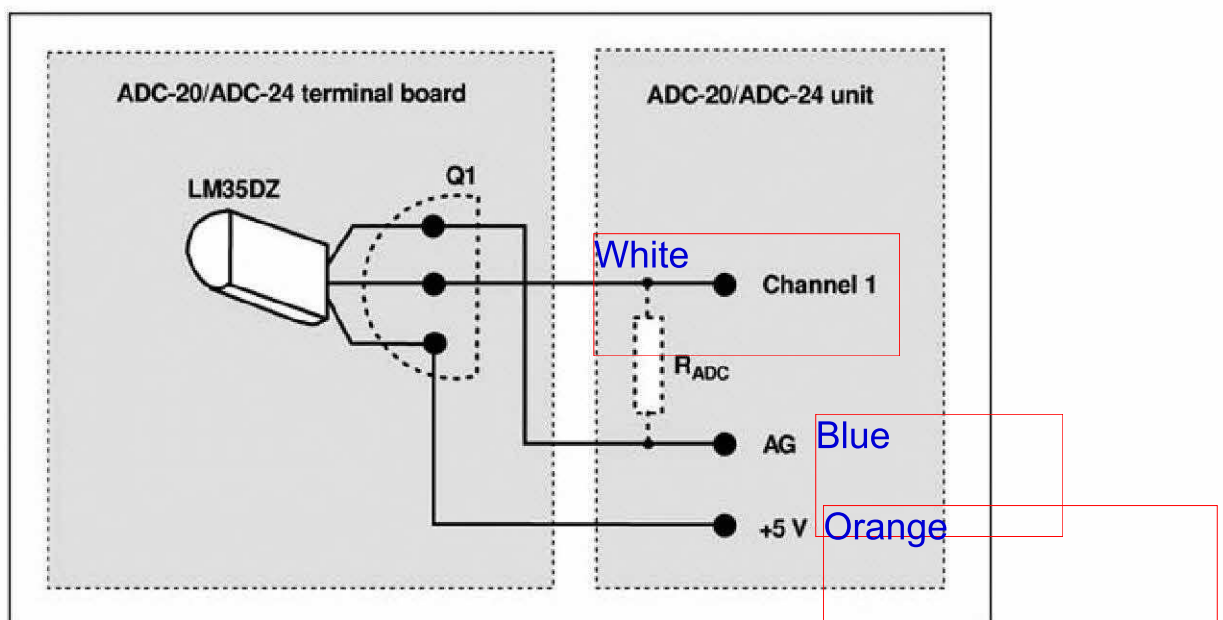 ADC-20/ADC-24 terminal board
ADC-20/ADC-24 unit
LM35DZ
Q1
White
Channel 1
RADC
AG
Blue
+5 V
Orange